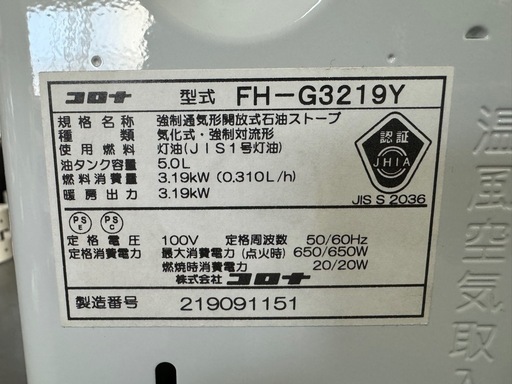 コロナ 型式 FH-G3219Y
規格名称 強制通気形開放式石油ストーブ
種類 気化式・強制対流形
使用燃料 灯油(JIS1号灯油)
油タンク容量 5.0L
燃料消費量 3.19kW (0.310L/h)
暖房出力 3.19kW
認証
JHIA
JIS S 2036
PS E PS C
定格電圧 100V 定格周波数 50/60Hz
定格消費電力 最大消費電力(点火時) 650/650W
燃焼時消費電力 20/20W
株式会社 コロナ
製造番号 219091151
温風空気取入